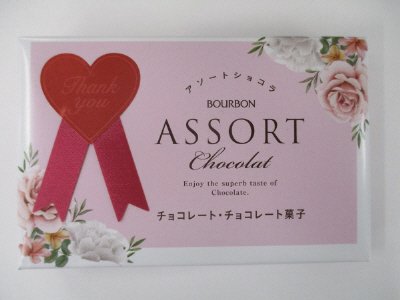 Thank
you
アソートショコラ
BOURBON
ASSORT
Chocolat
Enjoy the superb taste of
Chocolate.
チョコレート・チョコレート菓子